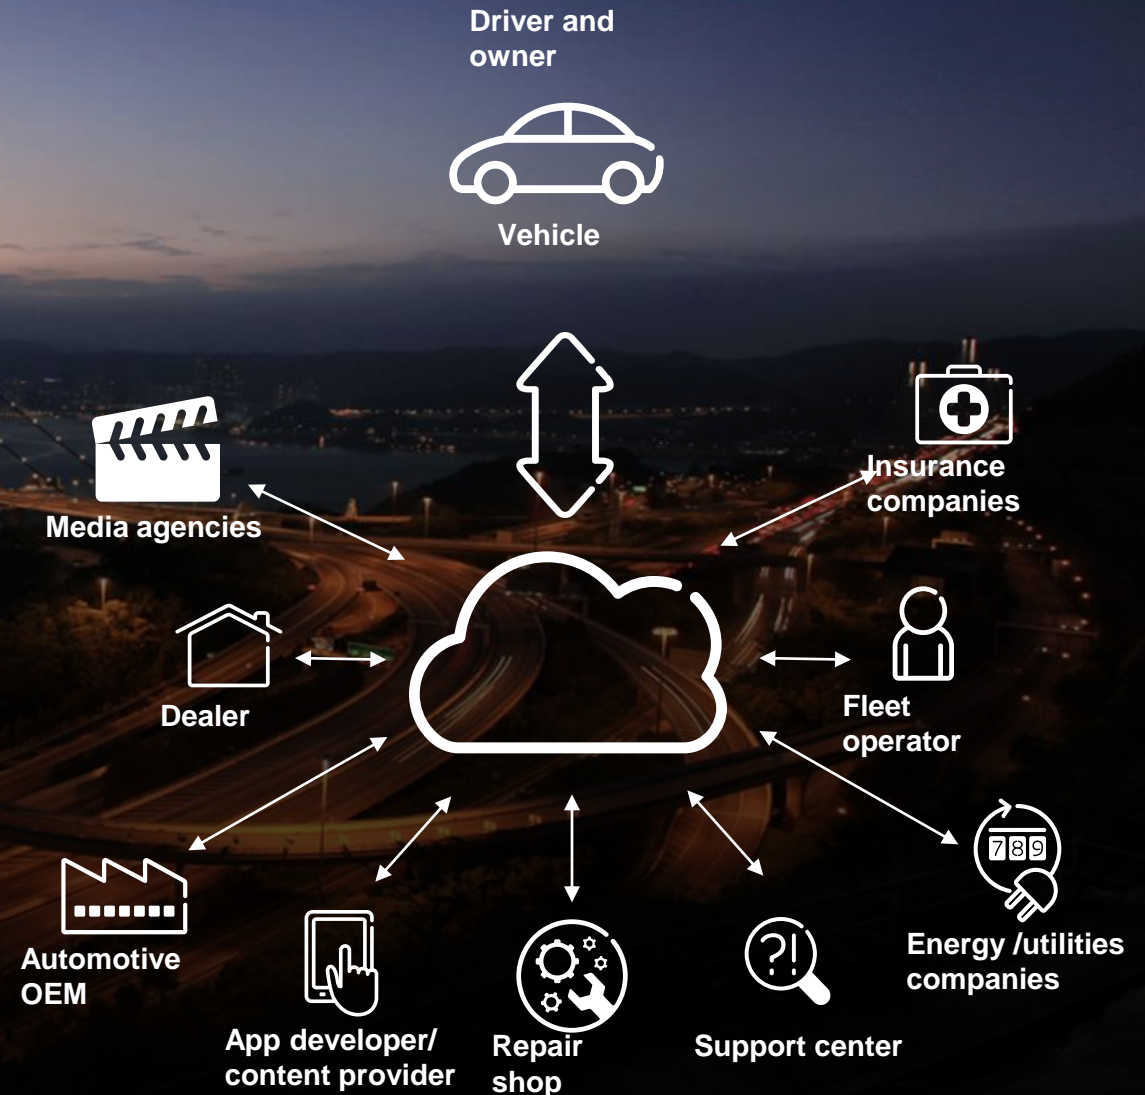 Driver and
owner
Vehicle
Insurance
companies
Media agencies
Dealer
Fleet
operator
789
?!
Automotive
OEM
Energy /utilities
companies
App developer/
content provider
Repair
shop
Support center